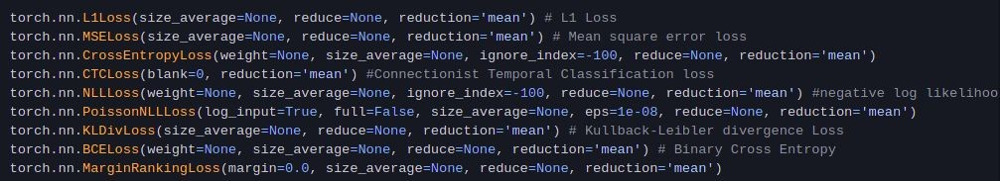 torch.nn.L1Loss(size_average=None, reduce=None, reduction='mean') # L1 Loss
torch.nn.MSELoss(size_average=None, reduce=None, reduction='mean') # Mean square error loss
torch.nn.CrossEntropyLoss(weight=None, size_average=None, ignore_index=-100, reduce=None, reduction='mean')
torch.nn.CTCLoss(blank=0, reduction='mean') #Connectionist Temporal Classification loss
torch.nn.NLLLoss(weight=None, size_average=None, ignore_index=-100, reduce=None, reduction='mean') #negative log likelihoo
torch.nn.PoissonNLLLoss(log_input=True, full=False, size_average=None, eps=1e-08, reduce=None, reduction='mean')
torch.nn.KLDivLoss(size_average=None, reduce=None, reduction='mean') # Kullback-Leibler divergence Loss
torch.nn.BCELoss(weight=None, size_average=None, reduce=None, reduction='mean') # Binary Cross Entropy
torch.nn.MarginRankingLoss(margin=0.0, size_average=None, reduce=None, reduction='mean')